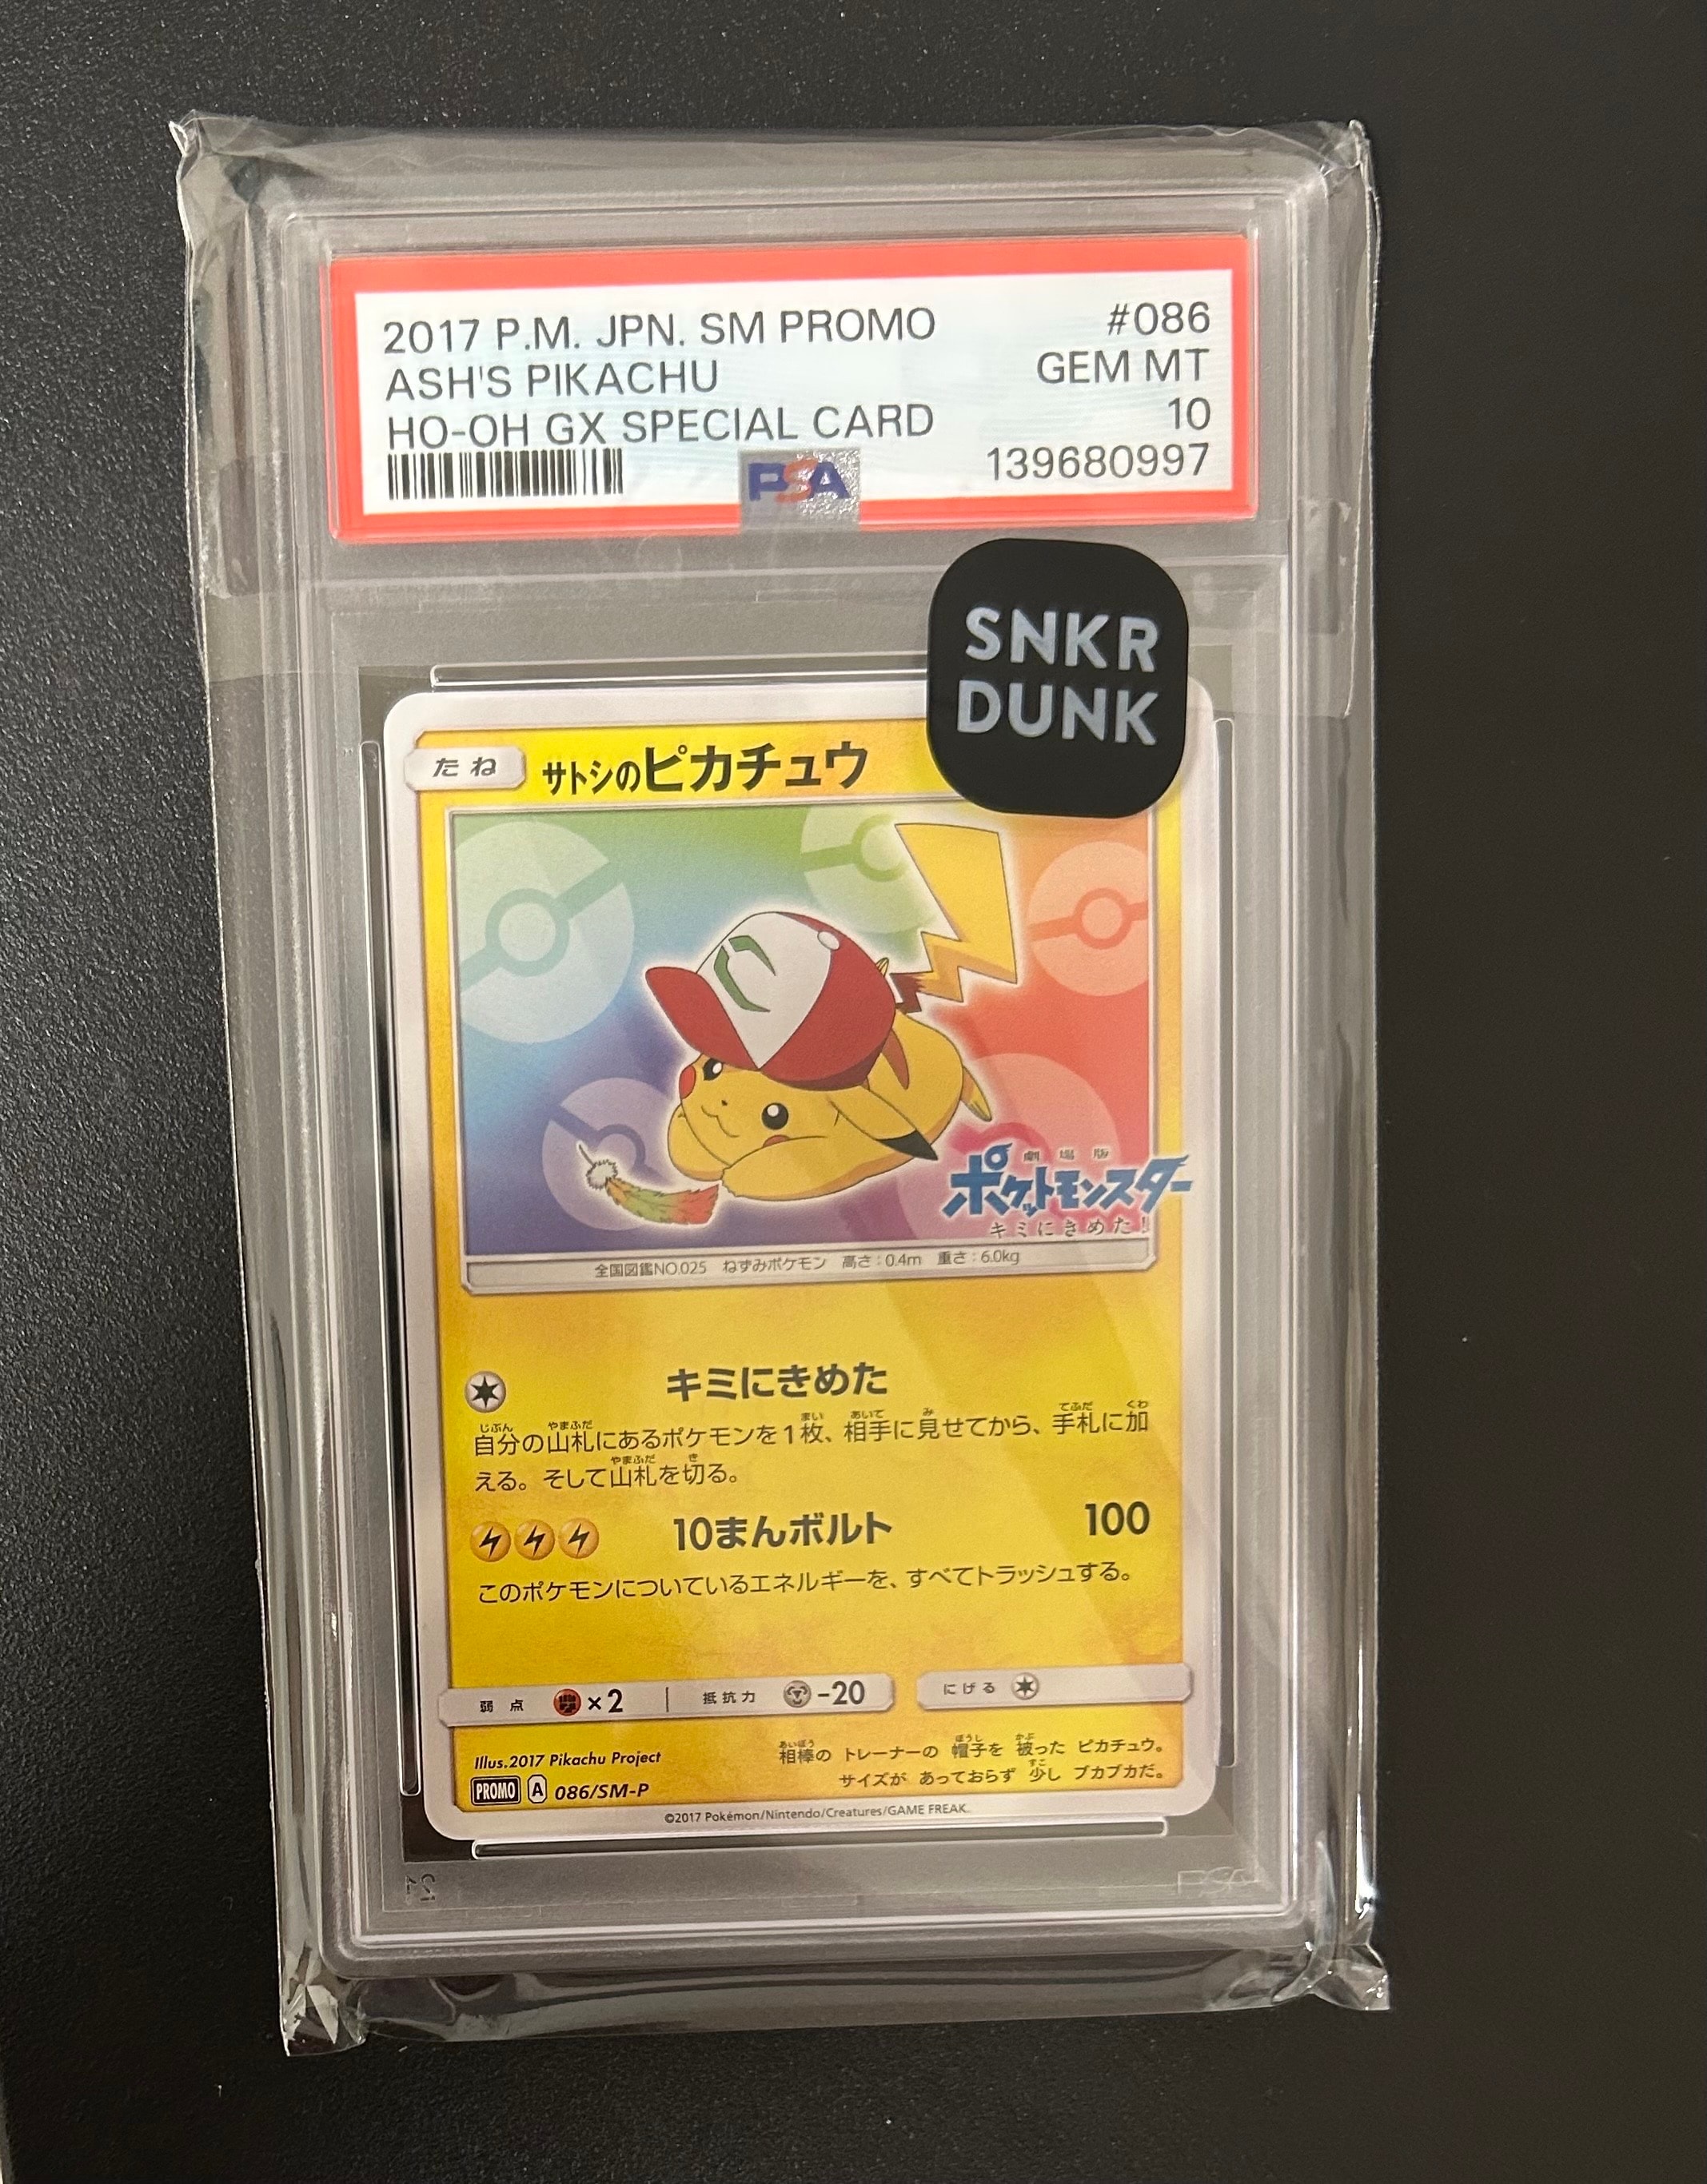 2017 P.M. JPN. SM PROMO #086
ASH'S PIKACHU GEM MT
HO-OH GX SPECIAL CARD 10
PSA 139680997
SNKR
DUNK
たね サトシのピカチュウ
劇場版
ポケットモンスター
キミにきめた!
全国図鑑NO.025 ねずみポケモン 高さ:0.4m 重さ:6.0kg
キミにきめた
自分の山札にあるポケモンを1枚、相手に見せてから、手札に加
える。そして山札を切る。
10まんボルト 100
このポケモンについているエネルギーを、すべてトラッシュする。
弱点 ×2 抵抗力 -20 にげる
Illus.2017 Pikachu Project
PROMO A 086/SM-P
相棒の トレーナーの 帽子を 被った ピカチュウ。
サイズが あっておらず 少し ブカブカだ。
©2017 Pokémon/Nintendo/Creatures/GAME FREAK.
PSA